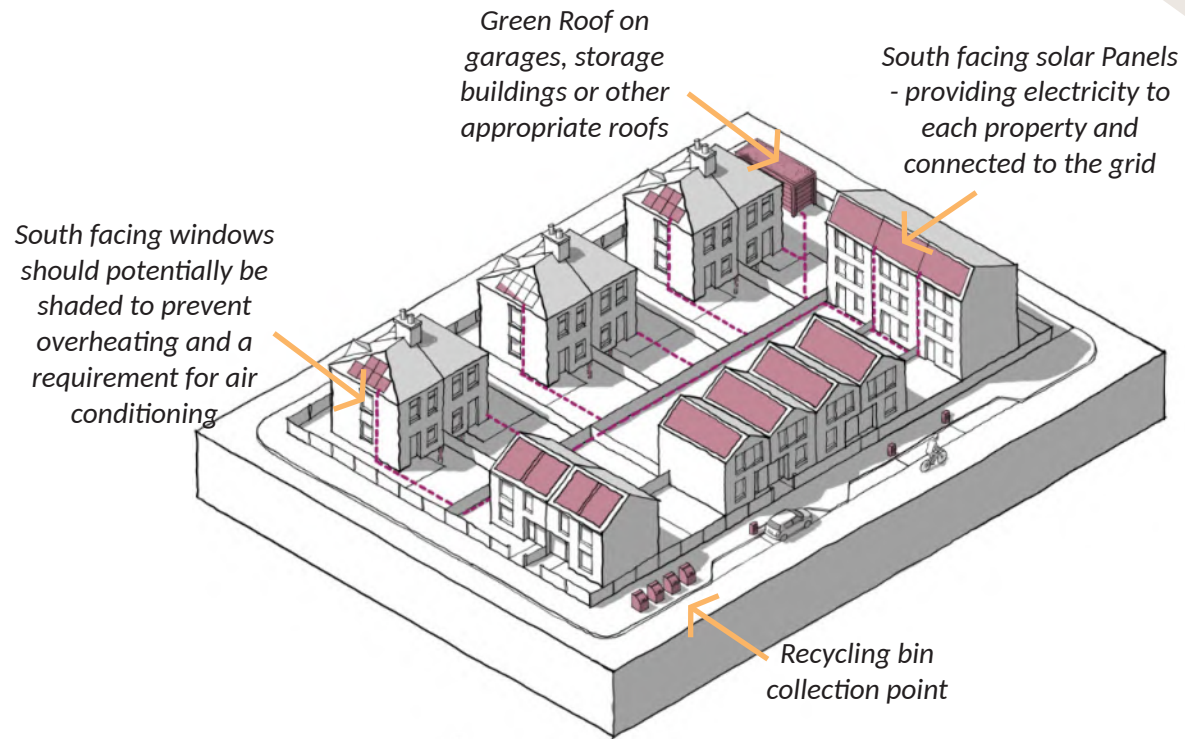 Green Roof on
garages, storage
buildings or other
appropriate roofs
South facing solar Panels
- providing electricity to
each property and
connected to the grid
South facing windows
should potentially be
shaded to prevent
overheating and a
requirement for air
conditioning
Recycling bin
collection point